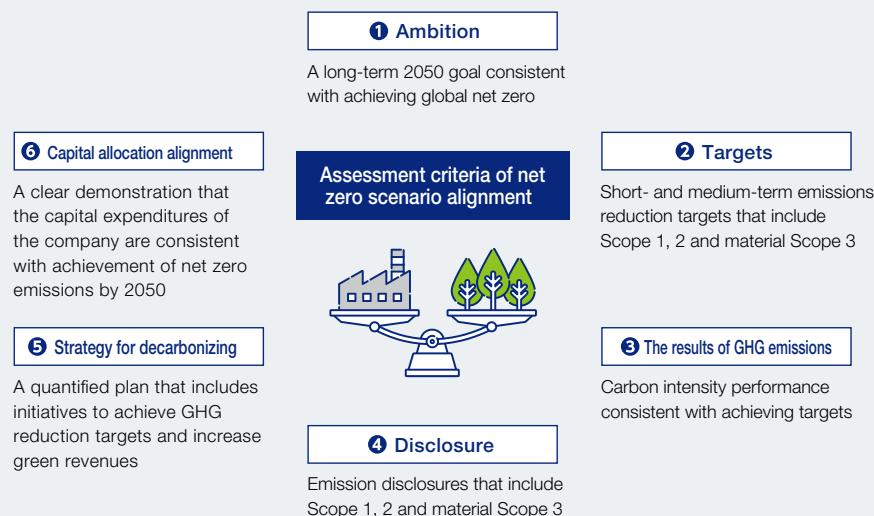 ❶ Ambition
A long-term 2050 goal consistent
with achieving global net zero
❻ Capital allocation alignment
A clear demonstration that
the capital expenditures of
the company are consistent
with achievement of net zero
emissions by 2050
Assessment criteria of net
zero scenario alignment
❷ Targets
Short- and medium-term emissions
reduction targets that include
Scope 1, 2 and material Scope 3
❺ Strategy for decarbonizing
A quantified plan that includes
initiatives to achieve GHG
reduction targets and increase
green revenues
❸ The results of GHG emissions
Carbon intensity performance
consistent with achieving targets
❹ Disclosure
Emission disclosures that include
Scope 1, 2 and material Scope 3